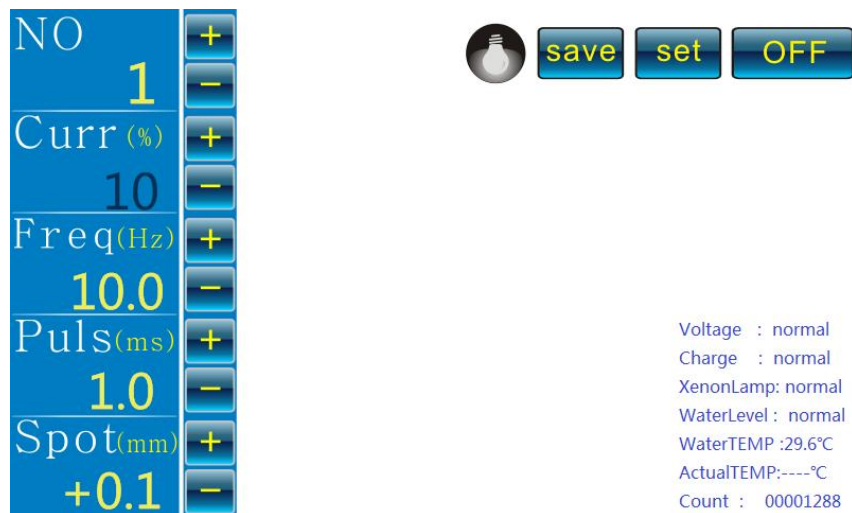 NO
+
1
−
Curr (%)
+
10
−
Freq(Hz)
+
10.0
−
Puls(ms)
+
1.0
−
Spot(mm)
+
+0.1
−
save
set
OFF
Voltage : normal
Charge : normal
XenonLamp: normal
WaterLevel : normal
WaterTEMP :29.6℃
ActualTEMP:----℃
Count : 00001288